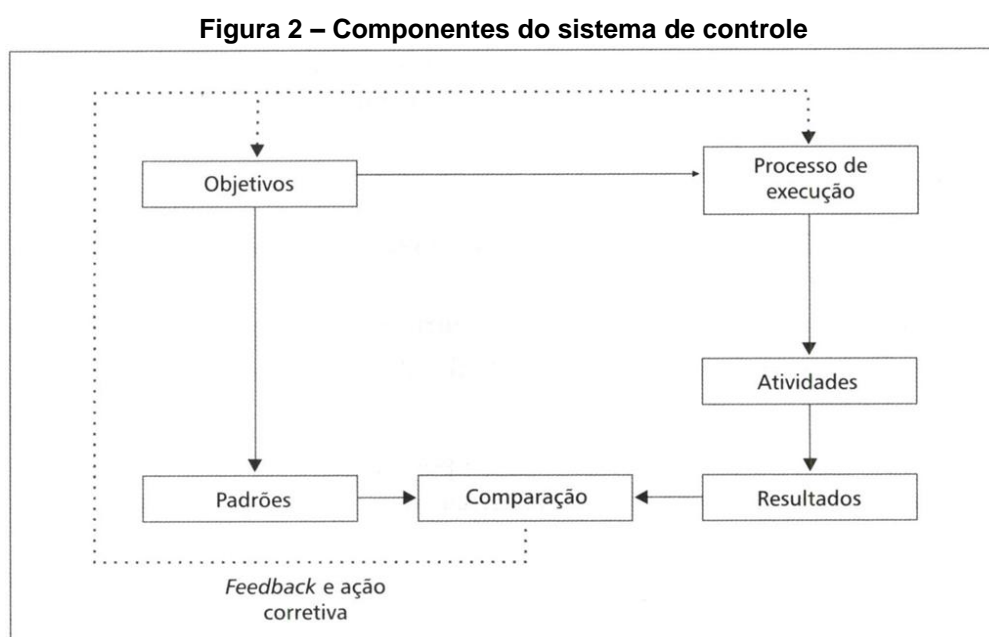 Figura 2 – Componentes do sistema de controle
Objetivos
Processo de
execução
Atividades
Padrões
Comparação
Resultados
Feedback e ação
corretiva